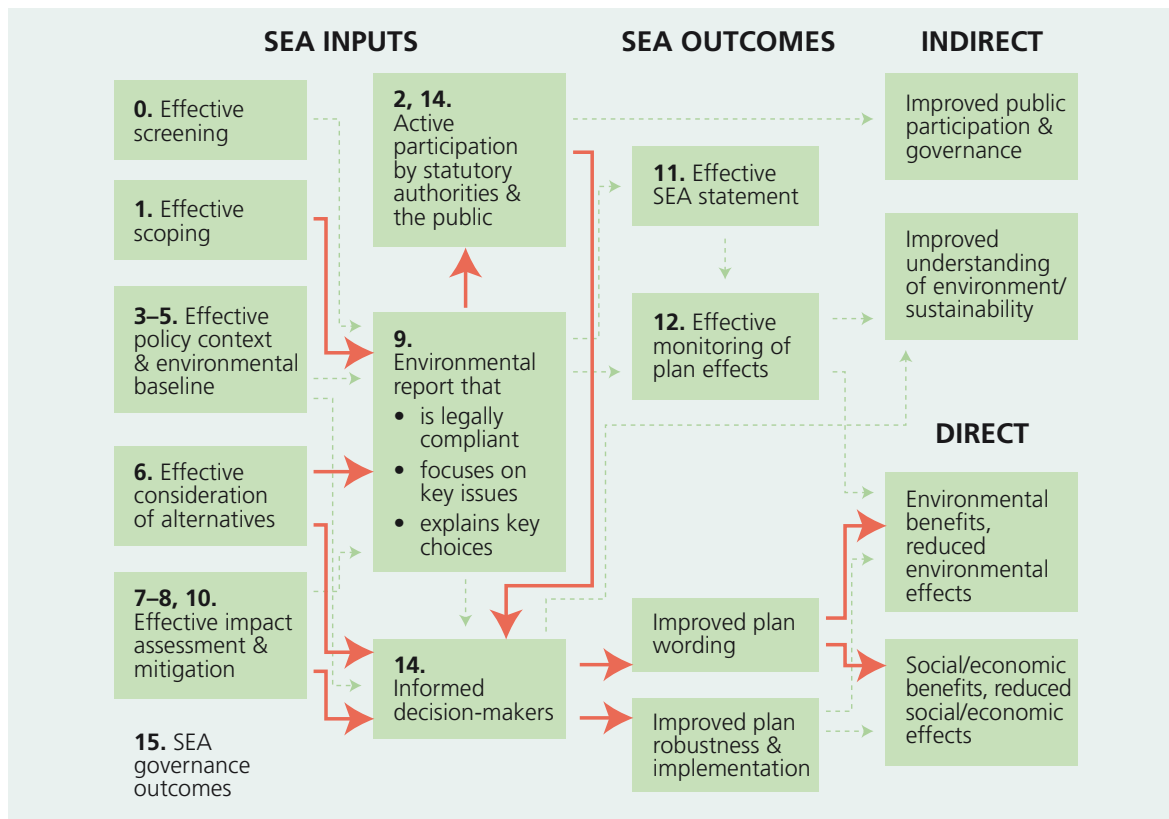 SEA INPUTS
SEA OUTCOMES
INDIRECT
0. Effective
screening
1. Effective
scoping
3–5. Effective
policy context
& environmental
baseline
6. Effective
consideration
of alternatives
7–8, 10.
Effective impact
assessment &
mitigation
15. SEA
governance
outcomes
2, 14.
Active
participation
by statutory
authorities &
the public
9.
Environmental
report that
• is legally
compliant
• focuses on
key issues
• explains key
choices
14.
Informed
decision-makers
11. Effective
SEA statement
12. Effective
monitoring of
plan effects
Improved plan
wording
Improved plan
robustness &
implementation
Improved public
participation &
governance
Improved
understanding
of environment/
sustainability
DIRECT
Environmental
benefits,
reduced
environmental
effects
Social/economic
benefits, reduced
social/economic
effects